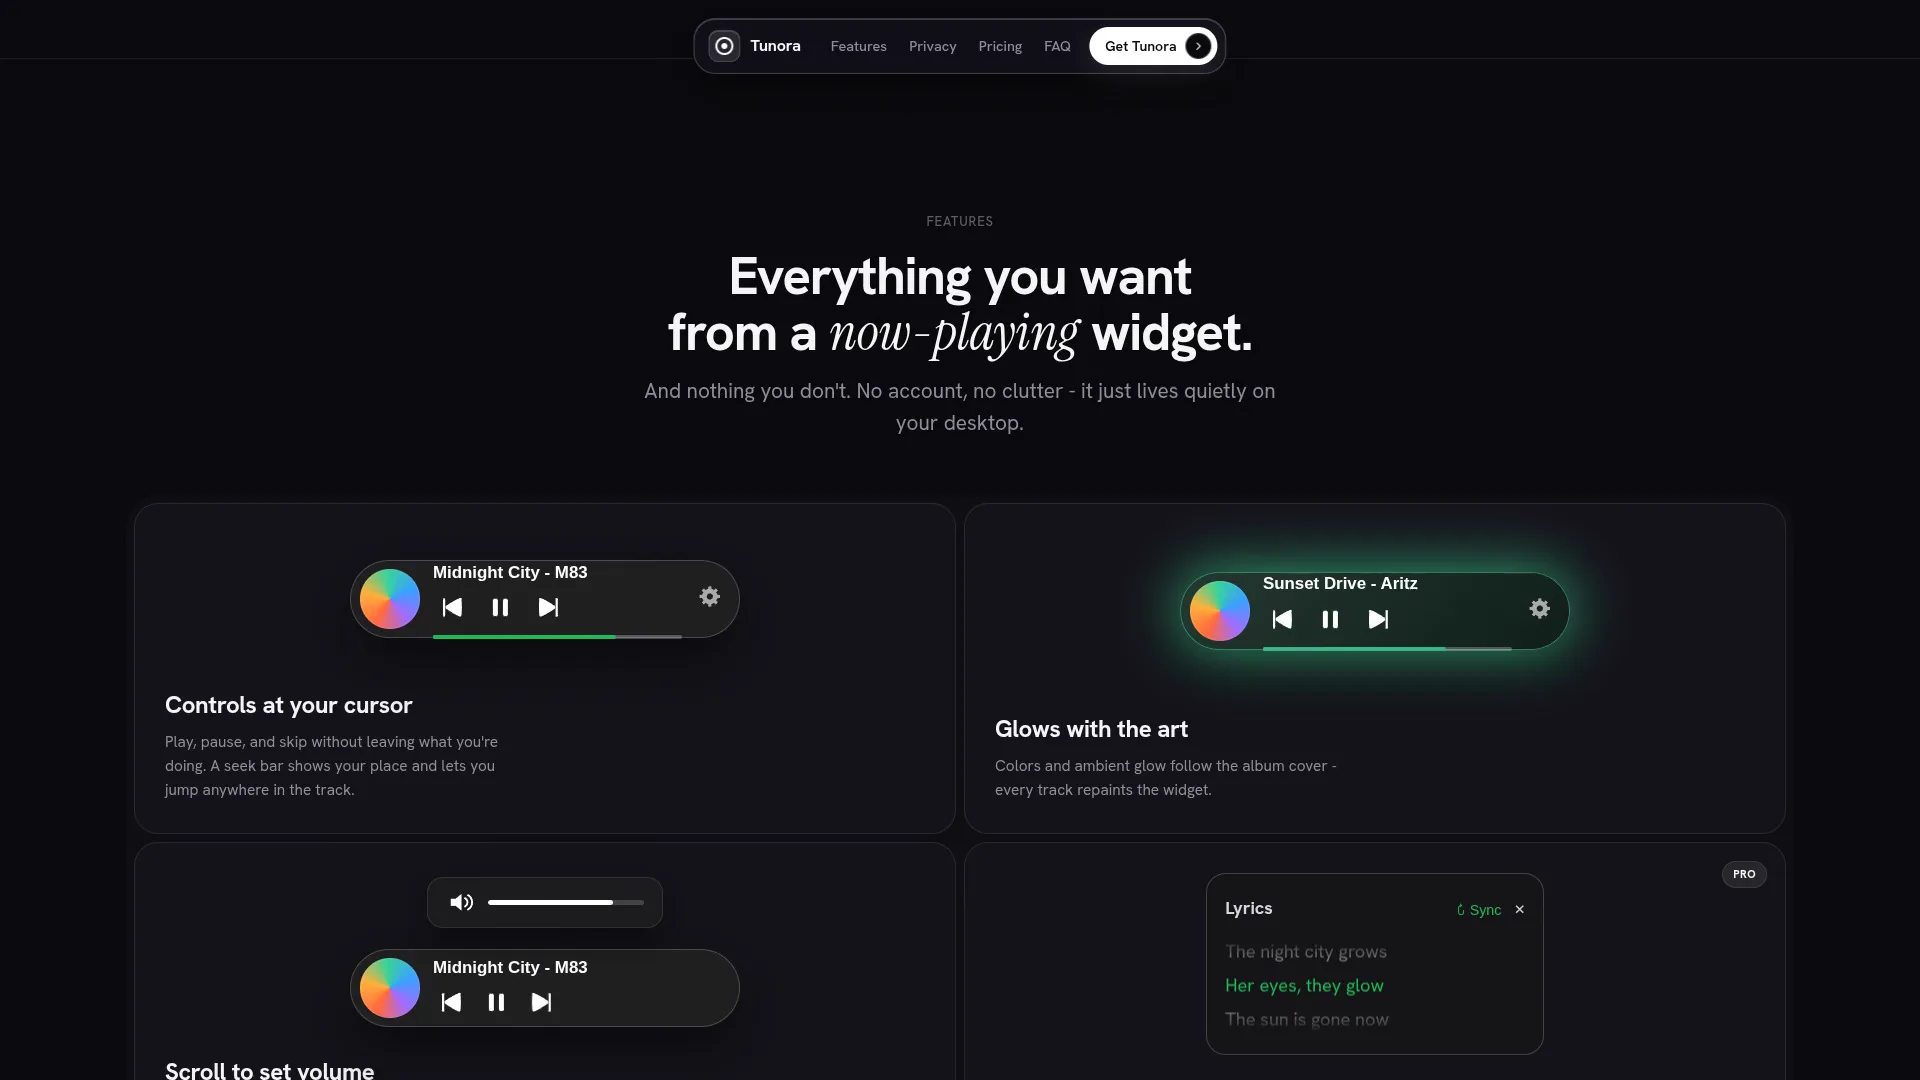 Tunora
Features
Privacy
Pricing
FAQ
Get Tunora
FEATURES
Everything you want
from a now-playing widget.
And nothing you don't. No account, no clutter - it just lives quietly on
your desktop.
Midnight City - M83
Controls at your cursor
Play, pause, and skip without leaving what you're
doing. A seek bar shows your place and lets you
jump anywhere in the track.
Sunset Drive - Aritz
Glows with the art
Colors and ambient glow follow the album cover -
every track repaints the widget.
Midnight City - M83
Scroll to set volume
PRO
Lyrics
Sync
The night city grows
Her eyes, they glow
The sun is gone now